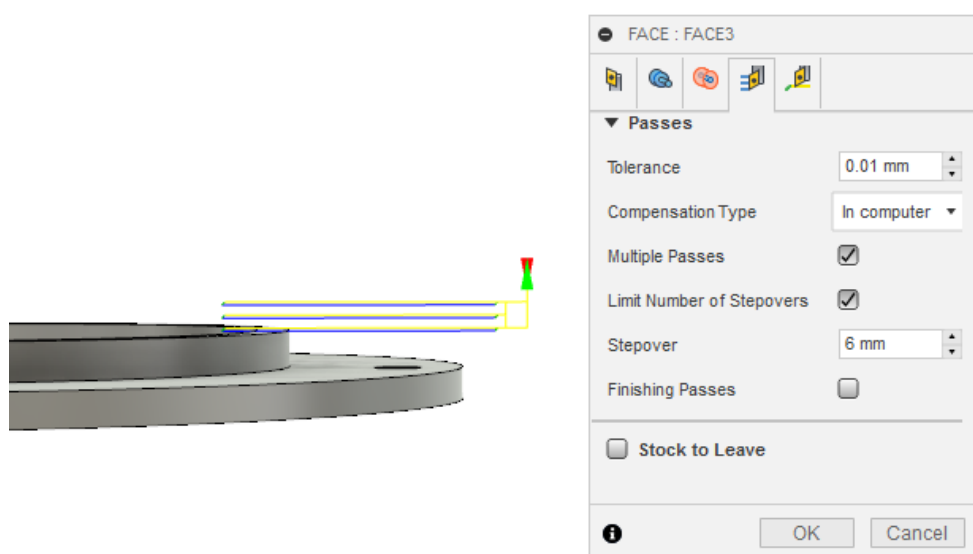 FACE : FACE3
Passes
Tolerance 0.01 mm
Compensation Type In computer
Multiple Passes
Limit Number of Stepovers
Stepover 6 mm
Finishing Passes
Stock to Leave
OK Cancel